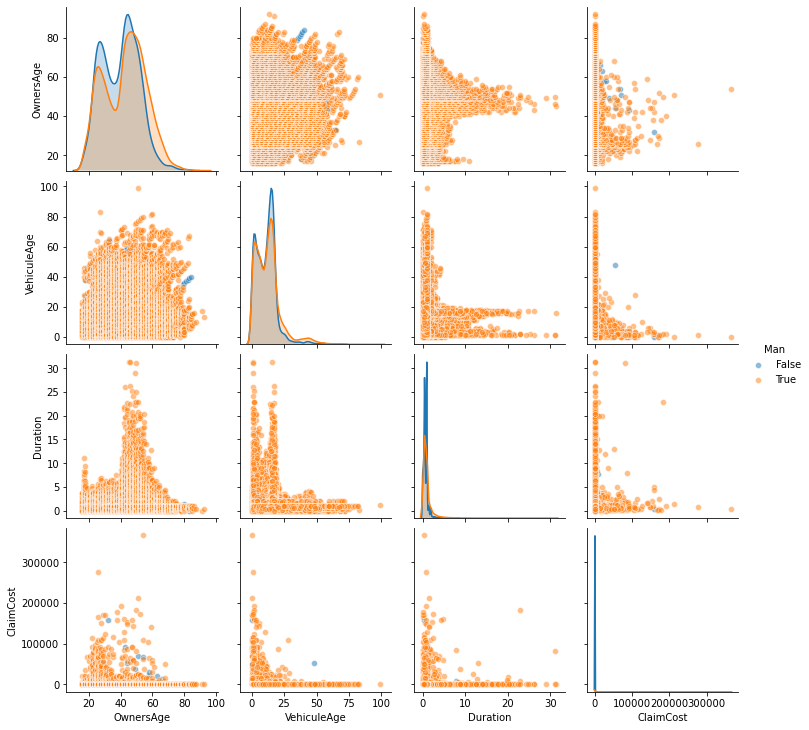 OwnersAge
80
60
40
20
VehiculeAge
100
80
60
40
20
0
Man
False
True
Duration
30
25
20
15
10
5
0
ClaimCost
300000
200000
100000
0
20 40 60 80 100
OwnersAge
0 25 50 75 100
VehiculeAge
0 10 20 30
Duration
0 100000 200000 300000
ClaimCost